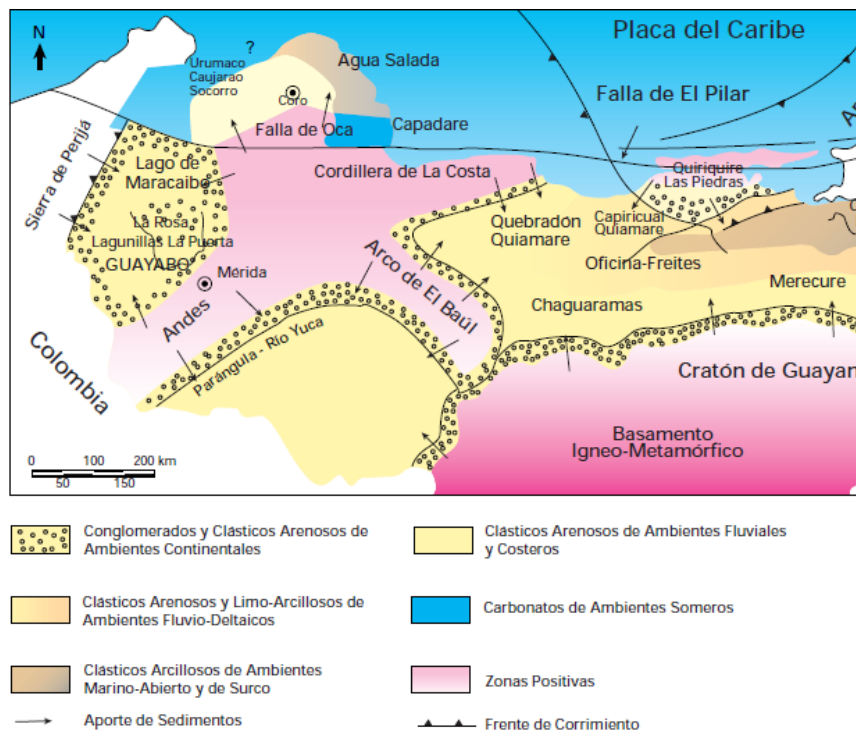 N
?
Urumaco
Caujarao
Socorro
Coro
Agua Salada
Placa del Caribe
Falla de El Pilar
Falla de Oca
Capadare
Sierra de Perijá
Lago de
Maracaibo
Cordillera de La Costa
Quiriquire
Las Piedras
La Rosa
Lagunillas La Puerta
GUAYABO
Quebradón
Quiamare
Capiricual
Quiamare
Oficina-Freites
Mérida
Andes
Arco de El Baúl
Merecure
Chaguaramas
Colombia
Parángula - Río Yuca
Cratón de Guayan
Basamento
Igneo-Metamórfico
0 100 200 km
50 150
Conglomerados y Clásticos Arenosos de
Ambientes Continentales
Clásticos Arenosos de Ambientes Fluviales
y Costeros
Clásticos Arenosos y Limo-Arcillosos de
Ambientes Fluvio-Deltaicos
Carbonatos de Ambientes Someros
Clásticos Arcillosos de Ambientes
Marino-Abierto y de Surco
Zonas Positivas
Aporte de Sedimentos
Frente de Corrimiento